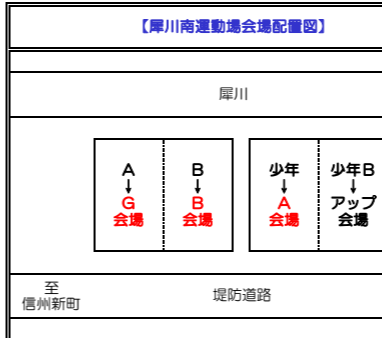 【犀川南運動場会場配置図】
犀川
A
↓
G
会場
B
↓
B
会場
少年
↓
A
会場
少年B
↓
アップ
会場
至
信州新町
堤防道路